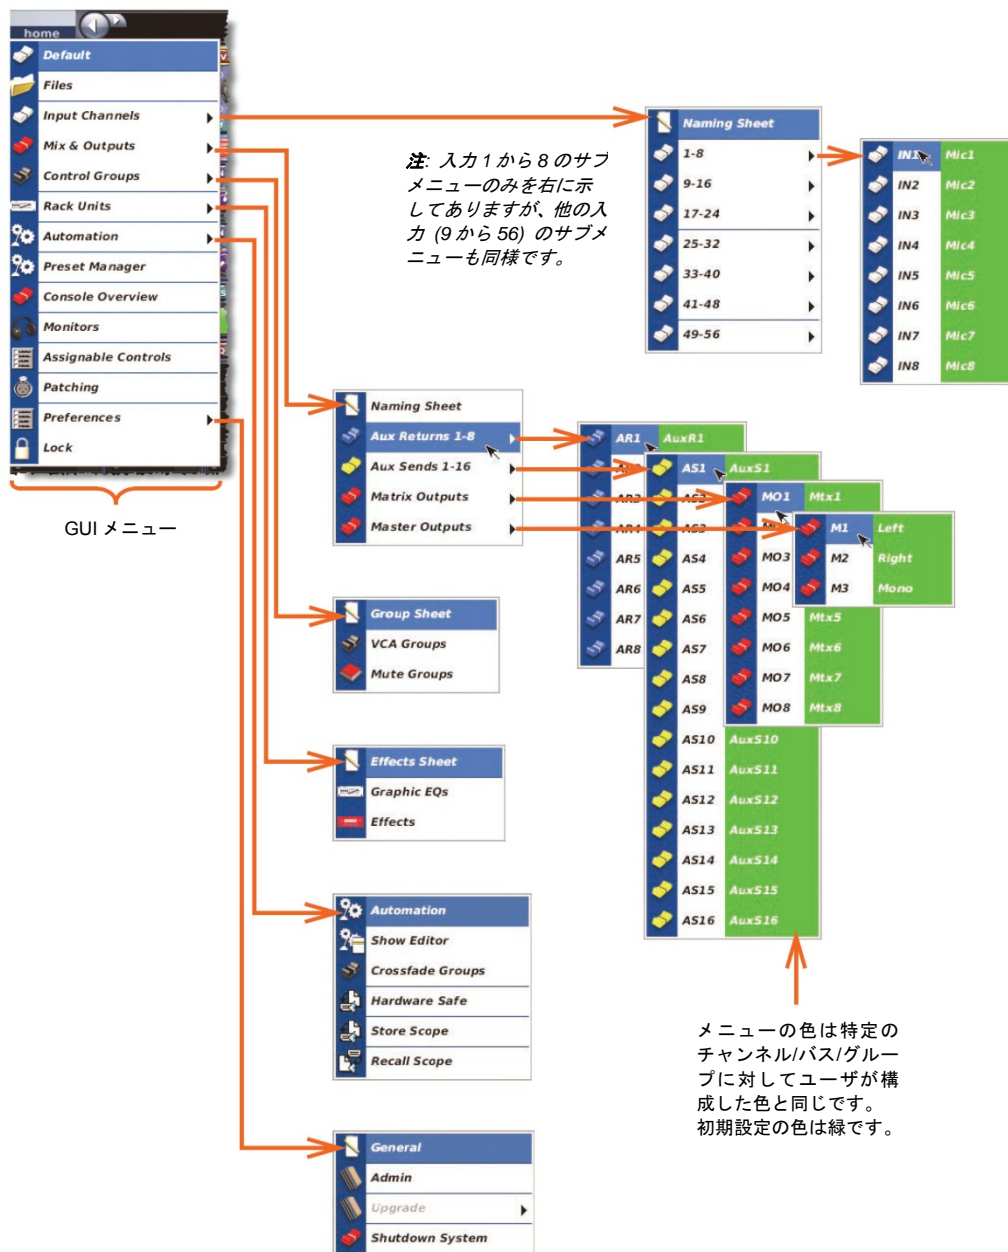 home
Default
Files
Input Channels
Mix & Outputs
Control Groups
Rack Units
Automation
Preset Manager
Console Overview
Monitors
Assignable Controls
Patching
Preferences
Lock
GUI メニュー
注: 入力 1 から 8 のサブ
メニューのみを右に示
してありますが、他の入
力 (9 から 56) のサブメ
ニューも同様です。
Naming Sheet
1-8
9-16
17-24
25-32
33-40
41-48
49-56
IN1 Mic1
IN2 Mic2
IN3 Mic3
IN4 Mic4
IN5 Mic5
IN6 Mic6
IN7 Mic7
IN8 Mic8
Naming Sheet
Aux Returns 1-8
Aux Sends 1-16
Matrix Outputs
Master Outputs
AR1 AuxR1
AR3
AR4
AR5
AR6
AR7
AR8
AS1 AuxS1
AS2
AS3
AS4
AS5
AS6
AS7
AS8
AS9
AS10 AuxS10
AS11 AuxS11
AS12 AuxS12
AS13 AuxS13
AS14 AuxS14
AS15 AuxS15
AS16 AuxS16
MO1 Mtx1
MO3
MO4
MO5 Mtx5
MO6 Mtx6
MO7 Mtx7
MO8 Mtx8
M1 Left
M2 Right
M3 Mono
Group Sheet
VCA Groups
Mute Groups
Effects Sheet
Graphic EQs
Effects
Automation
Show Editor
Crossfade Groups
Hardware Safe
Store Scope
Recall Scope
メニューの色は特定の
チャンネル/バス/グルー
プに対してユーザが構
成した色と同じです。
初期設定の色は緑です。
General
Admin
Upgrade
Shutdown System